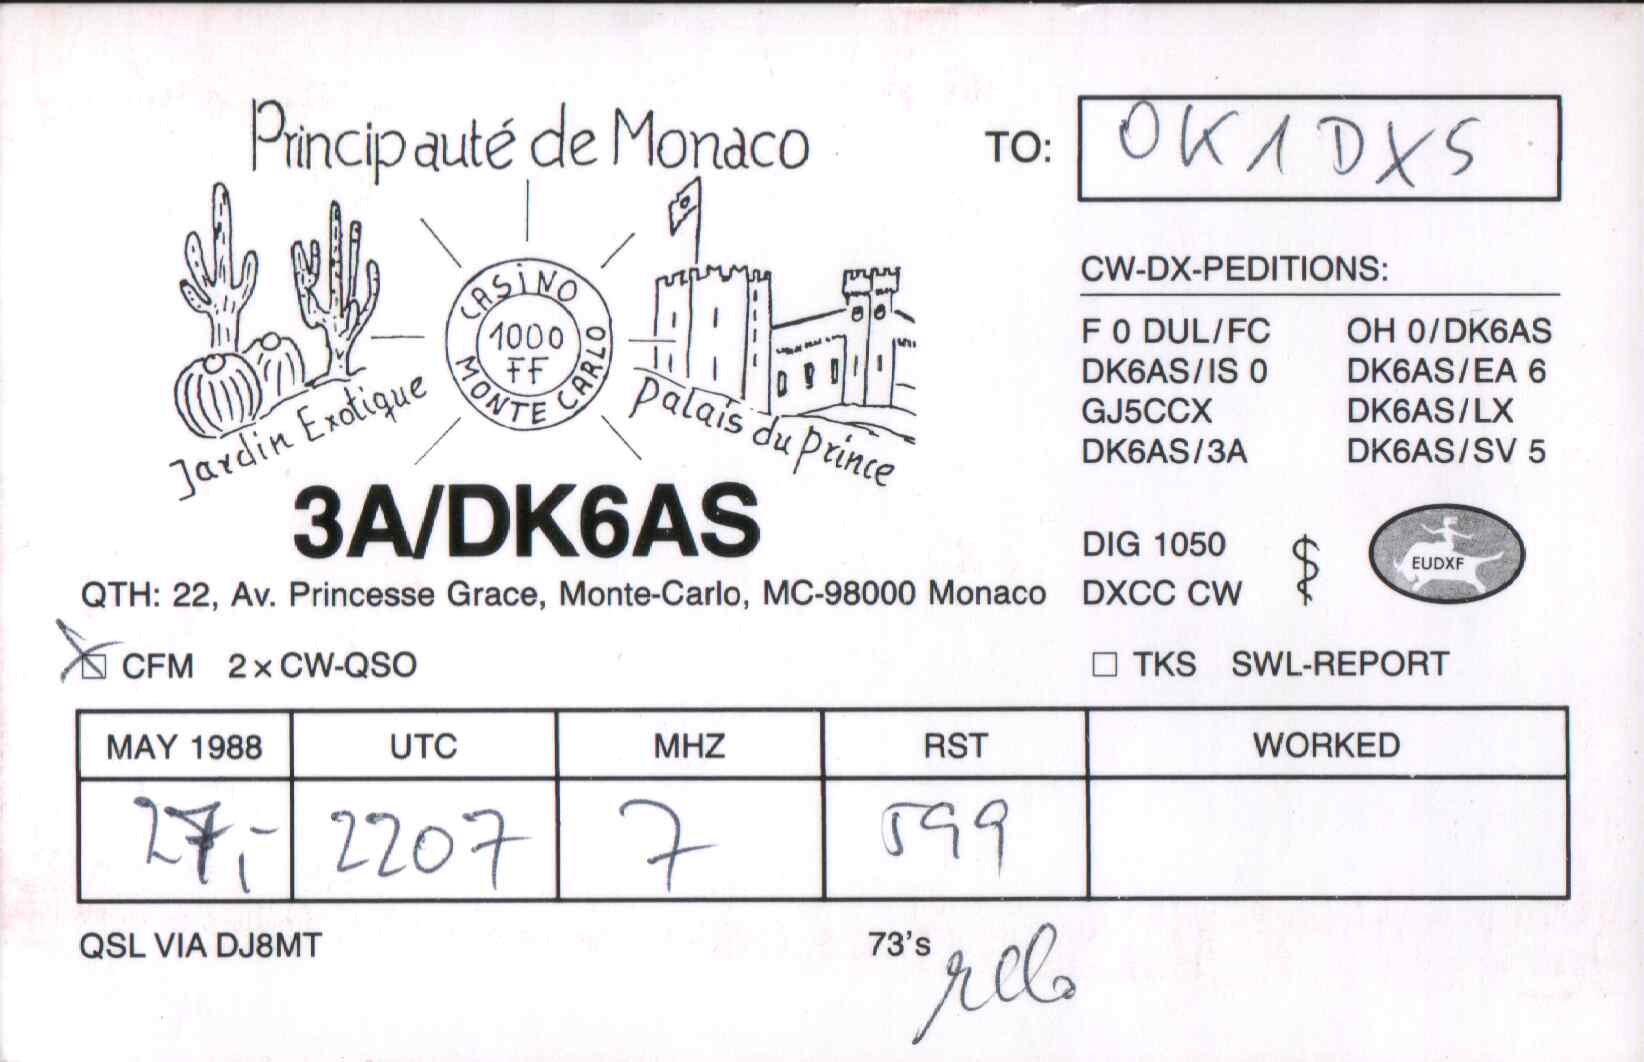 Principauté de Monaco
TO: OK1DXS
CASINO
MONTE CARLO
1000
FF
Jardin Exotique
Palais du Prince
3A/DK6AS
QTH: 22, Av. Princesse Grace, Monte-Carlo, MC-98000 Monaco
CW-DX-PEDITIONS:
F 0 DUL/FC OH 0/DK6AS
DK6AS/IS 0 DK6AS/EA 6
GJ5CCX DK6AS/LX
DK6AS/3A DK6AS/SV 5
DIG 1050
DXCC CW
EUDXF
CFM 2 x CW-QSO
TKS SWL-REPORT
MAY 1988 UTC MHZ RST WORKED
27,- 2207 7 599
QSL VIA DJ8MT
73's